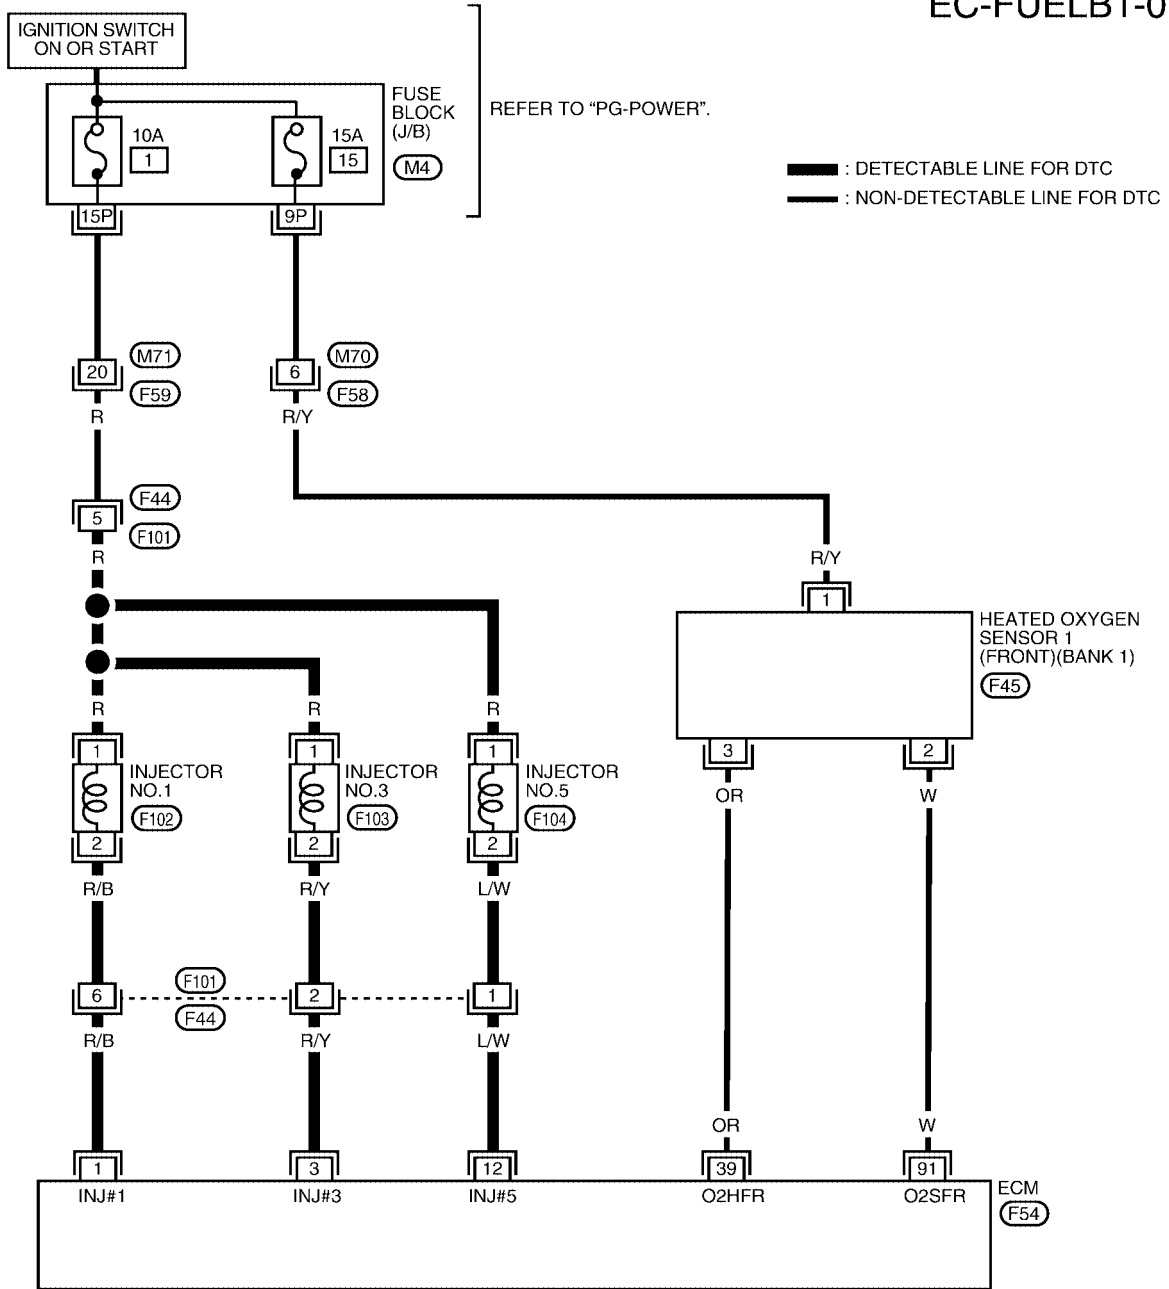 EC-FUELB1-0
IGNITION SWITCH
ON OR START
FUSE
BLOCK
(J/B)
M4
REFER TO “PG-POWER”.
10A
1
15A
15
: DETECTABLE LINE FOR DTC
: NON-DETECTABLE LINE FOR DTC
15P
9P
20
M71
F59
6
M70
F58
R
R/Y
5
F44
F101
R
R/Y
1
HEATED OXYGEN
SENSOR 1
(FRONT)(BANK 1)
F45
R
R
R
3
2
1
1
1
INJECTOR
NO.1
F102
INJECTOR
NO.3
F103
INJECTOR
NO.5
F104
OR
W
2
2
2
R/B
R/Y
L/W
6
F101
F44
2
1
R/B
R/Y
L/W
OR
W
1
3
12
39
91
INJ#1
INJ#3
INJ#5
O2HFR
O2SFR
ECM
F54